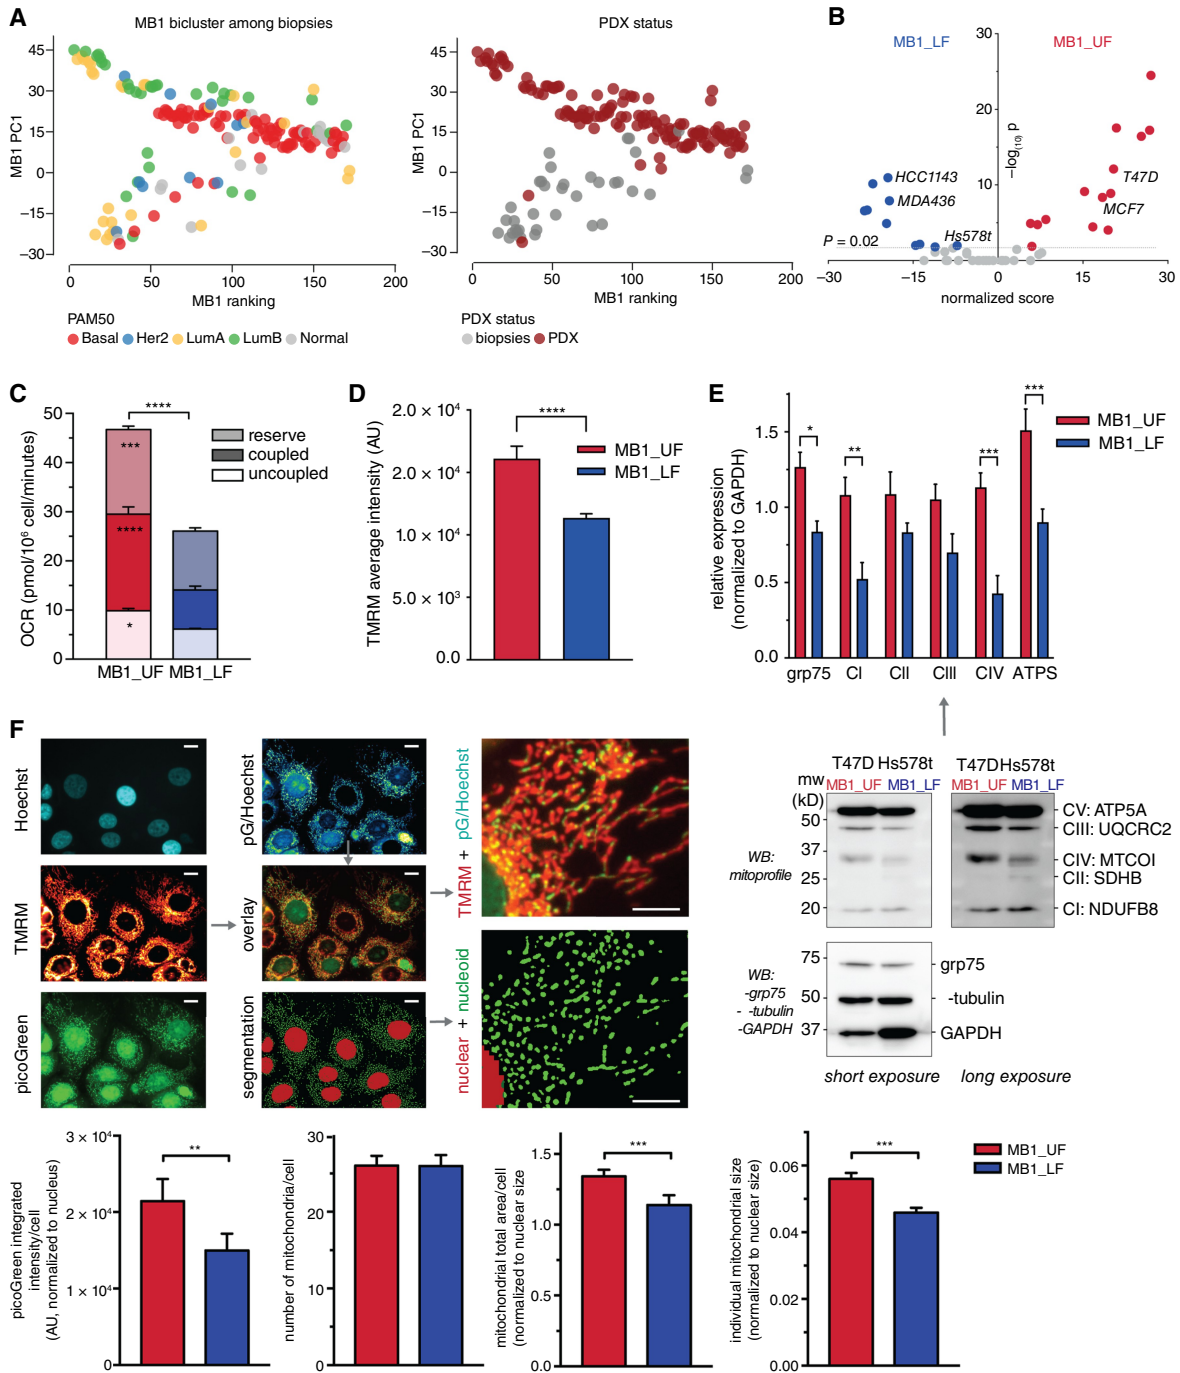 A
MB1 bicluster among biopsies
MB1 PC1
45
30
15
0
−15
−30
0
50
100
150
200
MB1 ranking
PAM50
Basal
Her2
LumA
LumB
Normal
PDX status
MB1 PC1
45
30
15
0
−15
−30
0
50
100
150
200
MB1 ranking
PDX status
biopsies
PDX
B
MB1_LF
MB1_UF
30
20
10
−log(10) p
HCC1143
MDA436
Hs578t
T47D
MCF7
P = 0.02
−30
−15
0
15
30
normalized score
C
OCR (pmol/10⁶ cell/minutes)
50
40
30
20
10
0
****
***
****
*
reserve
coupled
uncoupled
MB1_UF
MB1_LF
D
TMRM average intensity (AU)
2.0 × 10⁴
2.0 × 10⁴
1.0 × 10⁴
5.0 × 10³
0.0
****
MB1_UF
MB1_LF
E
relative expression
(normalized to GAPDH)
1.5
1.0
0.5
0.0
*
**
***
***
MB1_UF
MB1_LF
grp75
CI
CII
CIII
CIV
ATPS
T47D Hs578t
MB1_UF MB1_LF
T47D Hs578t
MB1_UF MB1_LF
mw
(kD)
50
37
25
20
WB:
mitoprofile
CV: ATP5A
CIII: UQCRC2
CIV: MTCOI
CII: SDHB
CI: NDUFB8
75
50
37
WB:
-grp75
- -tubulin
-GAPDH
grp75
-tubulin
GAPDH
short exposure
long exposure
F
Hoechst
TMRM
picoGreen
pG/Hoechst
overlay
segmentation
TMRM + pG/Hoechst
nuclear + nucleoid
picoGreen integrated
intensity/cell
(AU, normalized to nucleus)
3 × 10⁴
2 × 10⁴
1 × 10⁴
0
**
number of mitochondria/cell
30
20
10
0
mitochondrial total area/cell
(normalized to nuclear size)
1.5
1.0
0.5
0.0
***
individual mitochondrial size
(normalized to nuclear size)
0.06
0.04
0.02
0.00
***
MB1_UF
MB1_LF